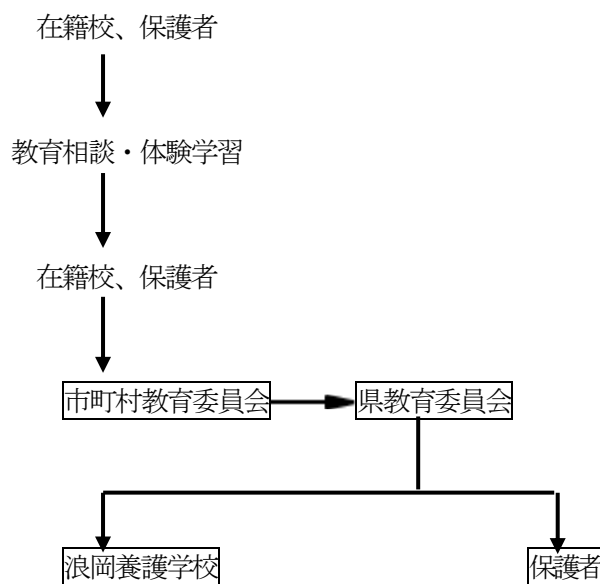 在籍校、保護者
教育相談・体験学習
在籍校、保護者
市町村教育委員会
県教育委員会
浪岡養護学校
保護者